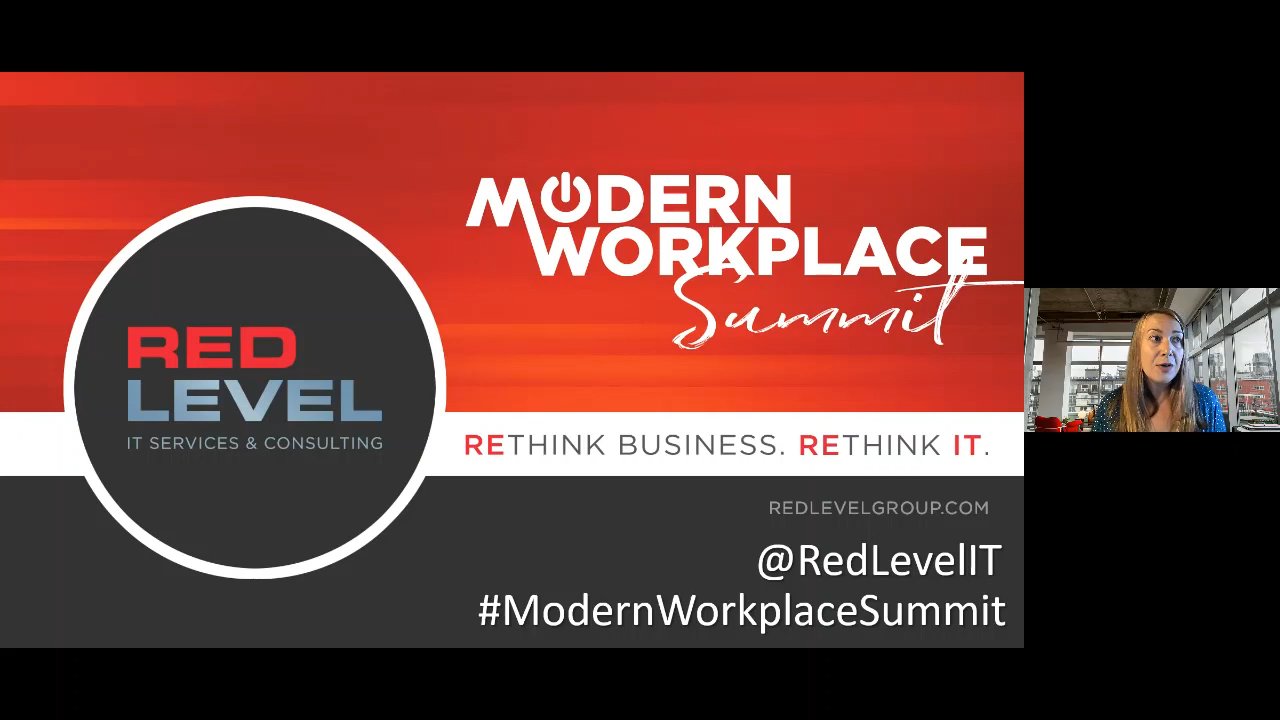 MODERN
WORKPLACE
Summit
RED
LEVEL
IT SERVICES & CONSULTING
RETHINK BUSINESS. RETHINK IT.
REDLEVELGROUP.COM
@RedLevelIT
#ModernWorkplaceSummit